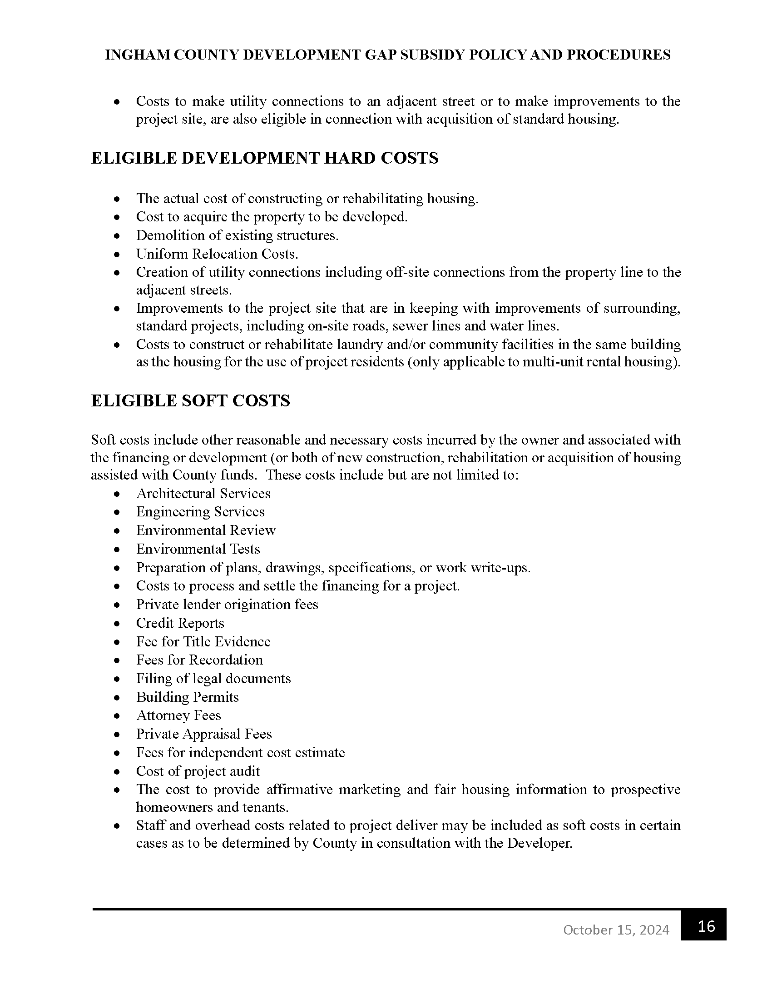 INGHAM COUNTY DEVELOPMENT GAP SUBSIDY POLICY AND PROCEDURES
• Costs to make utility connections to an adjacent street or to make improvements to the
project site, are also eligible in connection with acquisition of standard housing.
ELIGIBLE DEVELOPMENT HARD COSTS
• The actual cost of constructing or rehabilitating housing.
• Cost to acquire the property to be developed.
• Demolition of existing structures.
• Uniform Relocation Costs.
• Creation of utility connections including off-site connections from the property line to the
adjacent streets.
• Improvements to the project site that are in keeping with improvements of surrounding,
standard projects, including on-site roads, sewer lines and water lines.
• Costs to construct or rehabilitate laundry and/or community facilities in the same building
as the housing for the use of project residents (only applicable to multi-unit rental housing).
ELIGIBLE SOFT COSTS
Soft costs include other reasonable and necessary costs incurred by the owner and associated with
the financing or development (or both of new construction, rehabilitation or acquisition of housing
assisted with County funds.  These costs include but are not limited to:
• Architectural Services
• Engineering Services
• Environmental Review
• Environmental Tests
• Preparation of plans, drawings, specifications, or work write-ups.
• Costs to process and settle the financing for a project.
• Private lender origination fees
• Credit Reports
• Fee for Title Evidence
• Fees for Recordation
• Filing of legal documents
• Building Permits
• Attorney Fees
• Private Appraisal Fees
• Fees for independent cost estimate
• Cost of project audit
• The cost to provide affirmative marketing and fair housing information to prospective
homeowners and tenants.
• Staff and overhead costs related to project deliver may be included as soft costs in certain
cases as to be determined by County in consultation with the Developer.
October 15, 2024 16